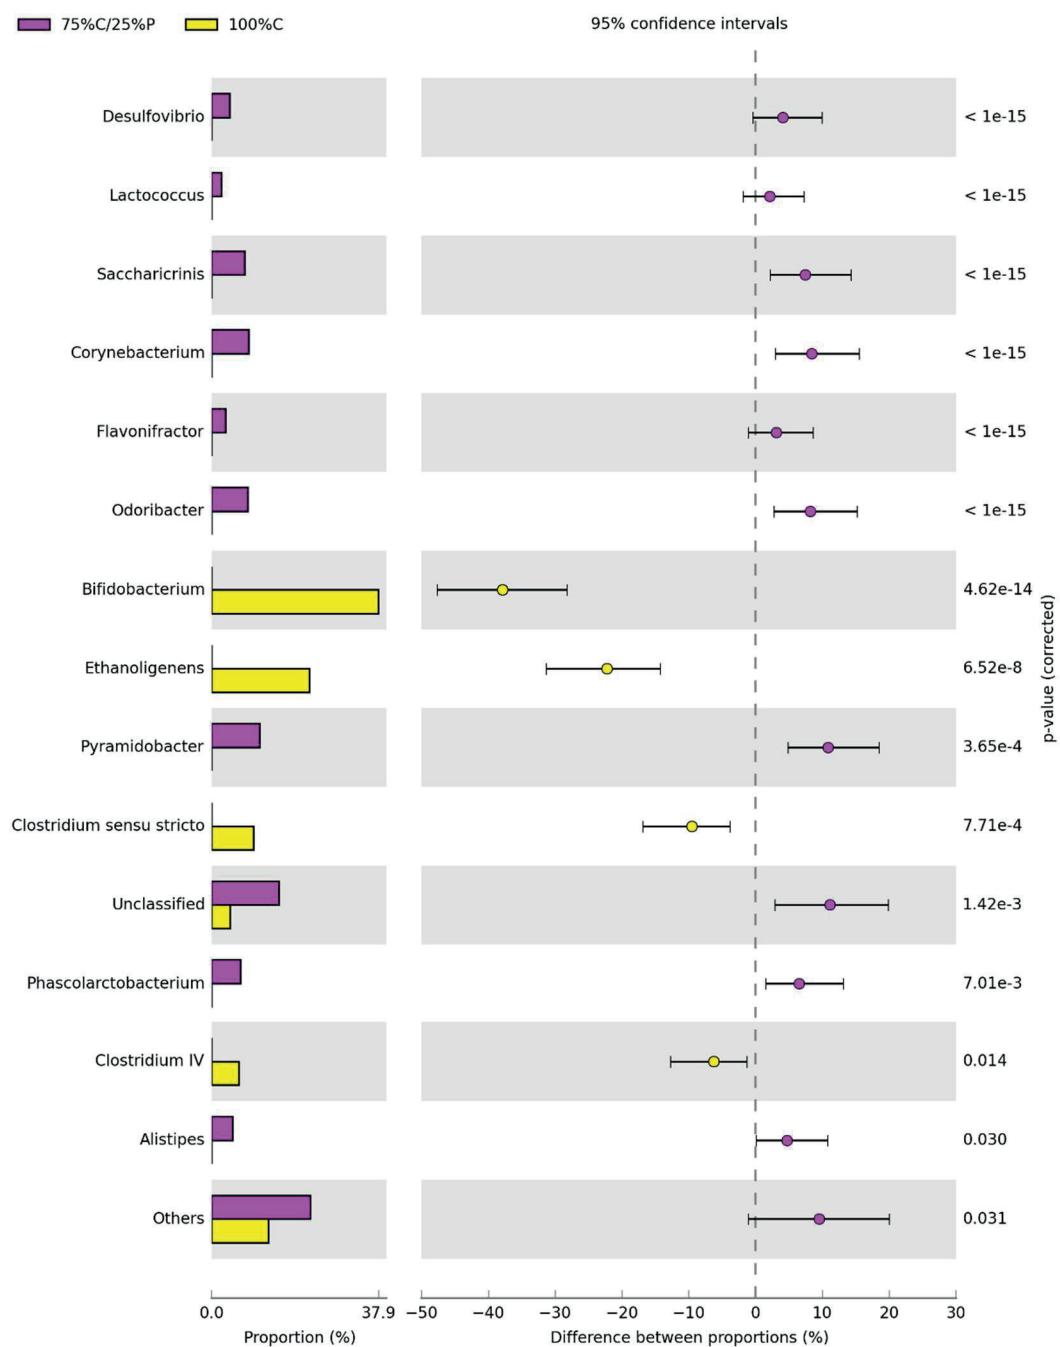 75%C/25%P 100%C 95% confidence intervals
Desulfovibrio < 1e-15
Lactococcus < 1e-15
Saccharicrinis < 1e-15
Corynebacterium < 1e-15
Flavonifractor < 1e-15
Odoribacter < 1e-15
Bifidobacterium 4.62e-14
Ethanoligenens 6.52e-8
Pyramidobacter 3.65e-4
Clostridium sensu stricto 7.71e-4
Unclassified 1.42e-3
Phascolarctobacterium 7.01e-3
Clostridium IV 0.014
Alistipes 0.030
Others 0.031
p-value (corrected)
0.0 37.9 −50 −40 −30 −20 −10 0 10 20 30
Proportion (%) Difference between proportions (%)